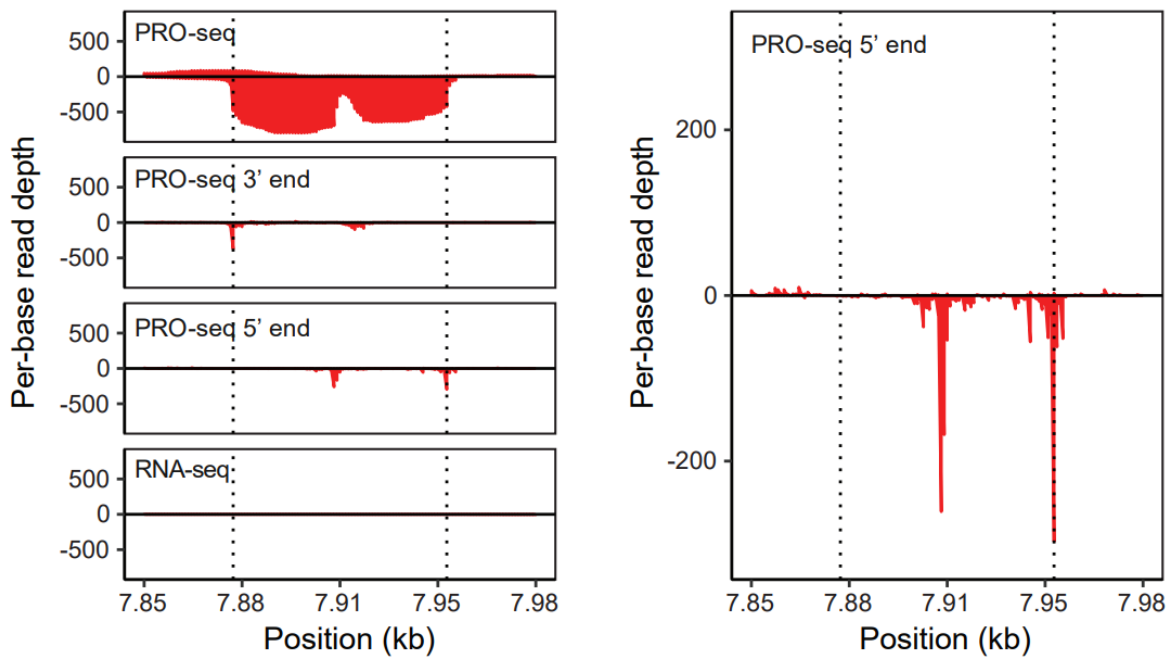 PRO-seq
500
0
-500
PRO-seq 3’ end
500
0
-500
PRO-seq 5’ end
500
0
-500
RNA-seq
500
0
-500
7.85 7.88 7.91 7.95 7.98
Position (kb)
Per-base read depth
PRO-seq 5’ end
200
0
-200
7.85 7.88 7.91 7.95 7.98
Position (kb)
Per-base read depth